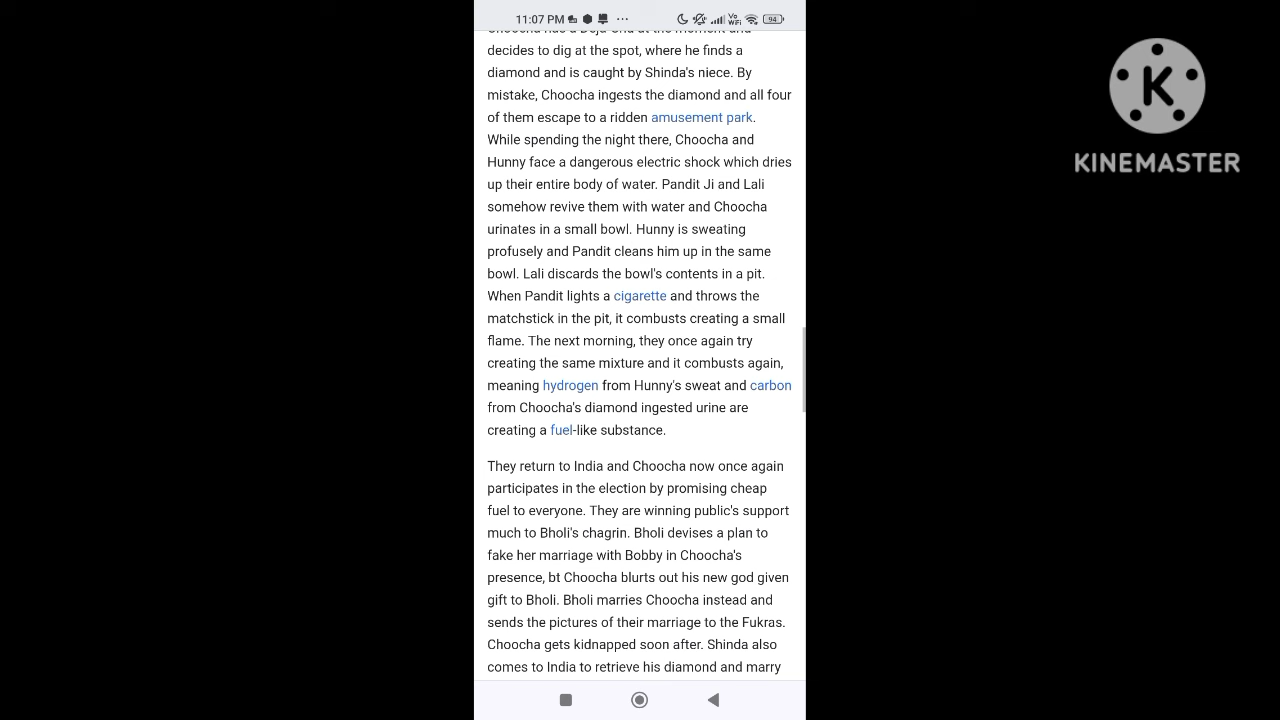 11:07 PM
Vo
WiFi
94
decides to dig at the spot, where he finds a
diamond and is caught by Shinda's niece. By
mistake, Choocha ingests the diamond and all four
of them escape to a ridden amusement park.
While spending the night there, Choocha and
Hunny face a dangerous electric shock which dries
up their entire body of water. Pandit Ji and Lali
somehow revive them with water and Choocha
urinates in a small bowl. Hunny is sweating
profusely and Pandit cleans him up in the same
bowl. Lali discards the bowl's contents in a pit.
When Pandit lights a cigarette and throws the
matchstick in the pit, it combusts creating a small
flame. The next morning, they once again try
creating the same mixture and it combusts again,
meaning hydrogen from Hunny's sweat and carbon
from Choocha's diamond ingested urine are
creating a fuel-like substance.
They return to India and Choocha now once again
participates in the election by promising cheap
fuel to everyone. They are winning public's support
much to Bholi's chagrin. Bholi devises a plan to
fake her marriage with Bobby in Choocha's
presence, bt Choocha blurts out his new god given
gift to Bholi. Bholi marries Choocha instead and
sends the pictures of their marriage to the Fukras.
Choocha gets kidnapped soon after. Shinda also
comes to India to retrieve his diamond and marry
K
KINEMASTER